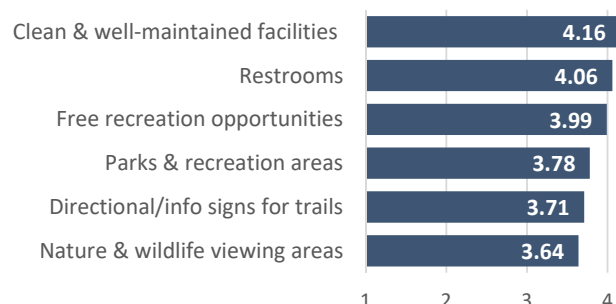 Clean & well-maintained facilities 4.16
Restrooms 4.06
Free recreation opportunities 3.99
Parks & recreation areas 3.78
Directional/info signs for trails 3.71
Nature & wildlife viewing areas 3.64
1 2 3 4